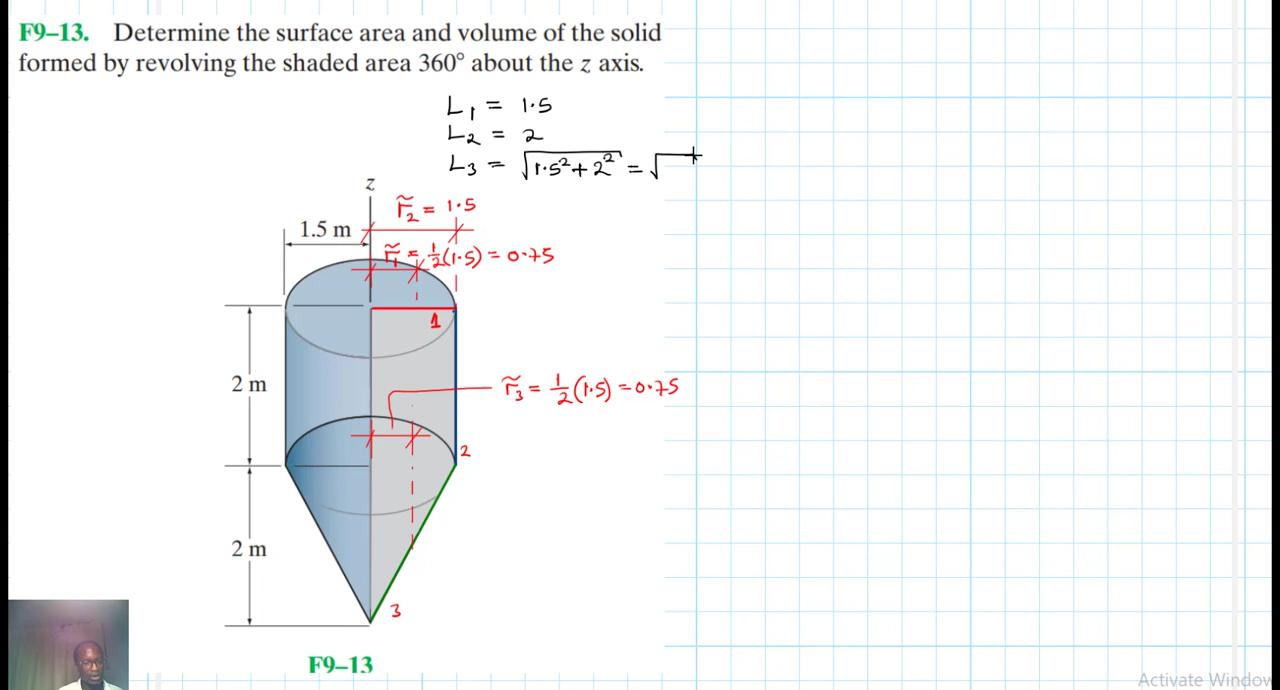 F9–13. Determine the surface area and volume of the solid
formed by revolving the shaded area 360° about the z axis.
L₁ = 1.5
L₂ = 2
L₃ = √(1.5² + 2²) = √
z
r̃₂ = 1.5
1.5 m
r̃₁ = 1/2(1.5) = 0.75
1
2 m
r̃₃ = 1/2(1.5) = 0.75
2
2 m
3
F9–13
Activate Window